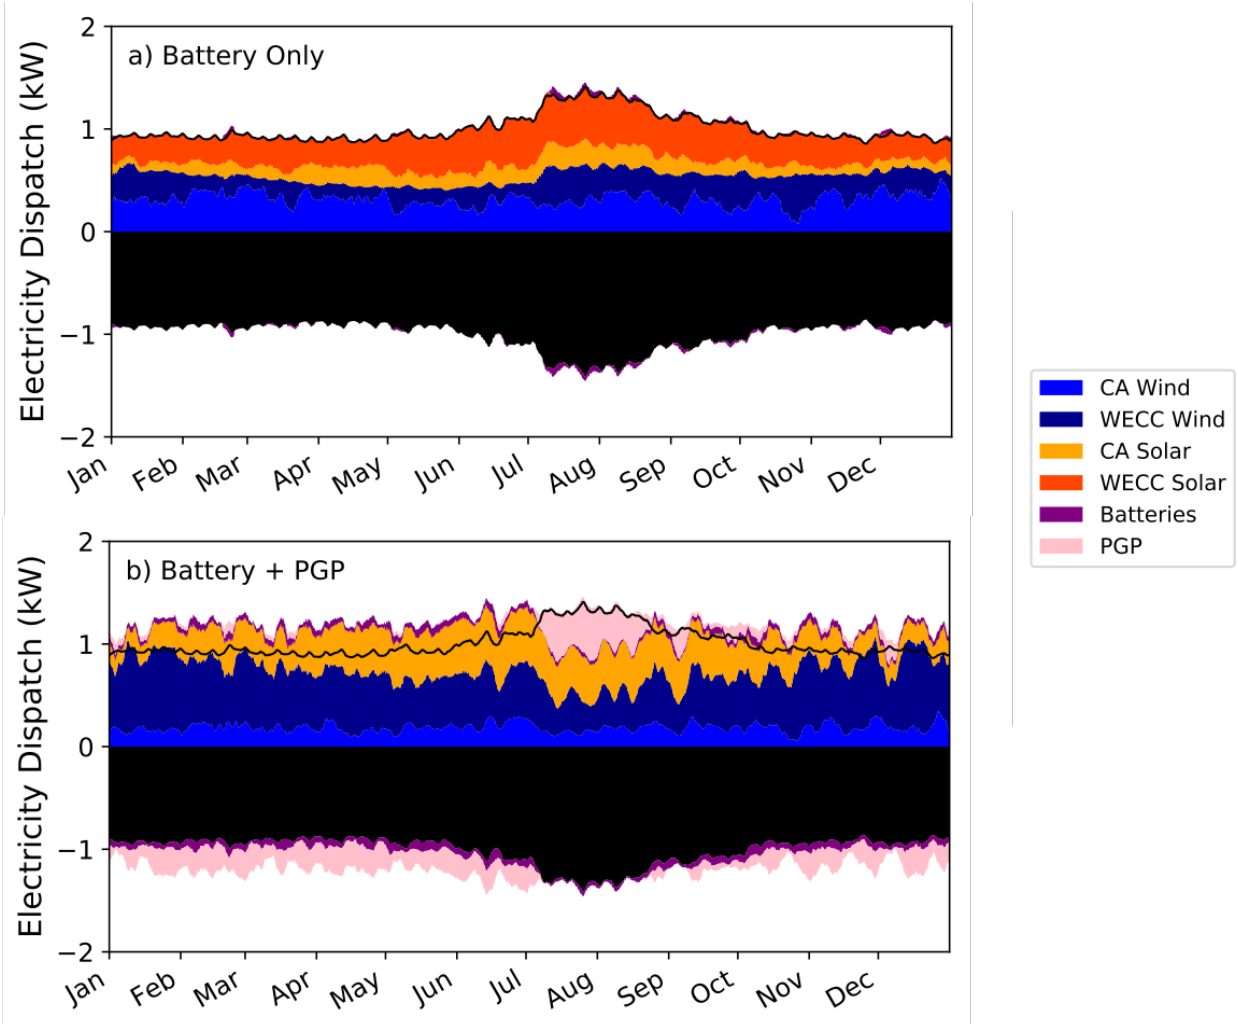 a) Battery Only
Electricity Dispatch (kW)
2
1
0
−1
−2
Jan Feb Mar Apr May Jun Jul Aug Sep Oct Nov Dec
CA Wind
WECC Wind
CA Solar
WECC Solar
Batteries
PGP
b) Battery + PGP
Electricity Dispatch (kW)
2
1
0
−1
−2
Jan Feb Mar Apr May Jun Jul Aug Sep Oct Nov Dec